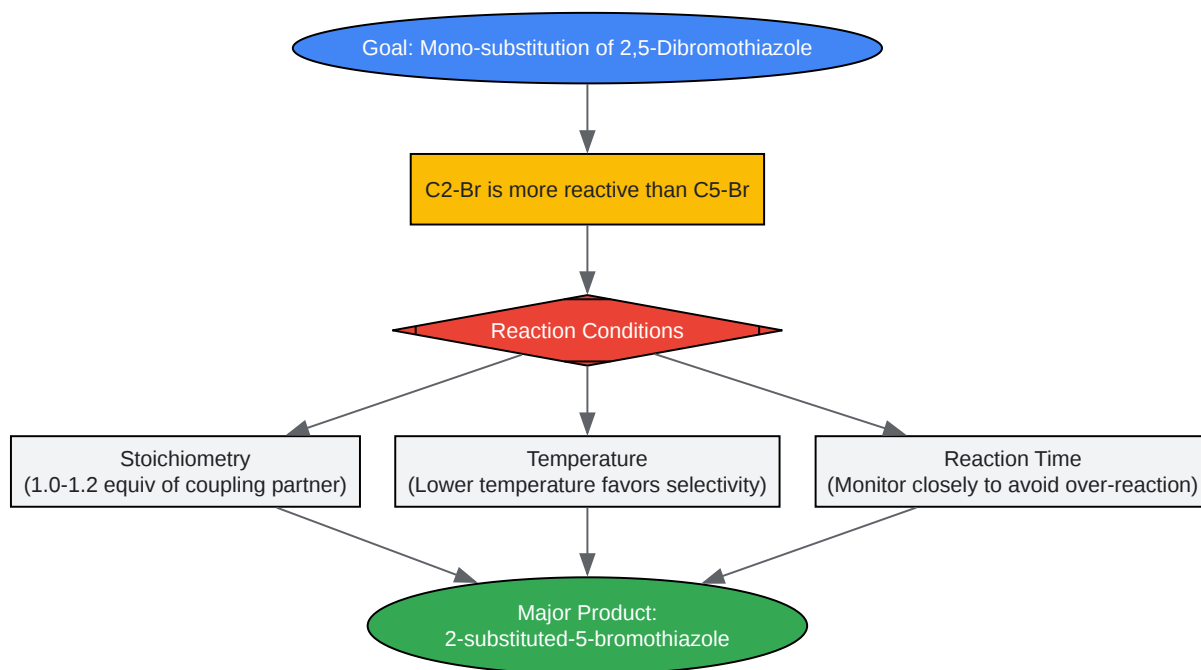 Goal: Mono-substitution of 2,5-Dibromothiazole
C2-Br is more reactive than C5-Br
Reaction Conditions
Stoichiometry
(1.0-1.2 equiv of coupling partner)
Temperature
(Lower temperature favors selectivity)
Reaction Time
(Monitor closely to avoid over-reaction)
Major Product:
2-substituted-5-bromothiazole